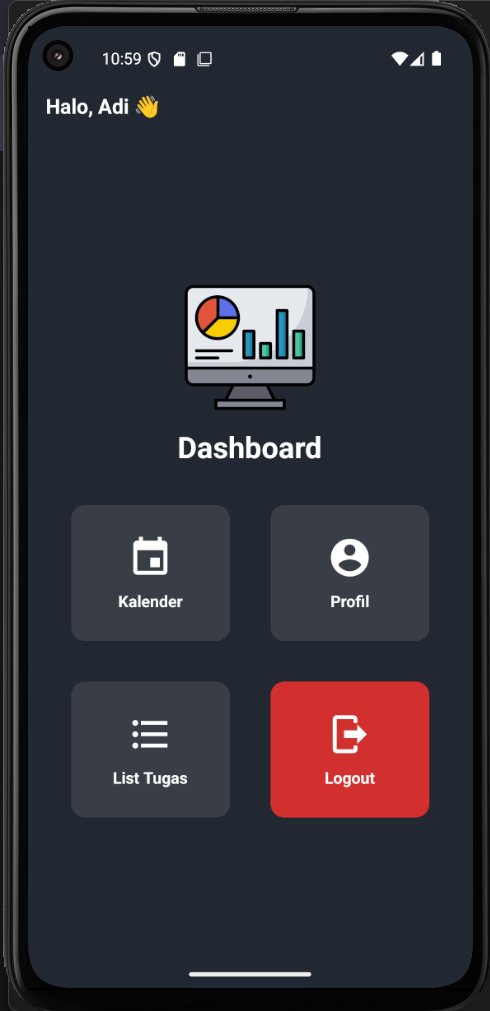 10:59
Halo, Adi 👋
Dashboard
Kalender
Profil
List Tugas
Logout